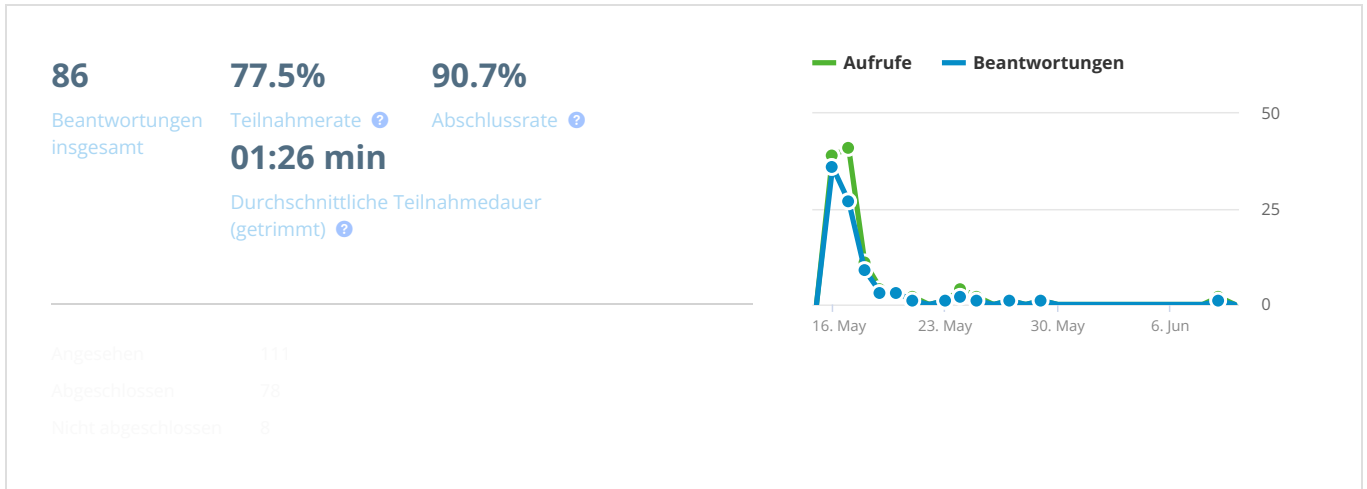 86
Beantwortungen
insgesamt
77.5%
Teilnahmerate ?
90.7%
Abschlussrate ?
01:26 min
Durchschnittliche Teilnahmedauer
(getrimmt) ?
Angesehen 111
Abgeschlossen 78
Nicht abgeschlossen 8
Aufrufe Beantwortungen
50
25
0
16. May 23. May 30. May 6. Jun